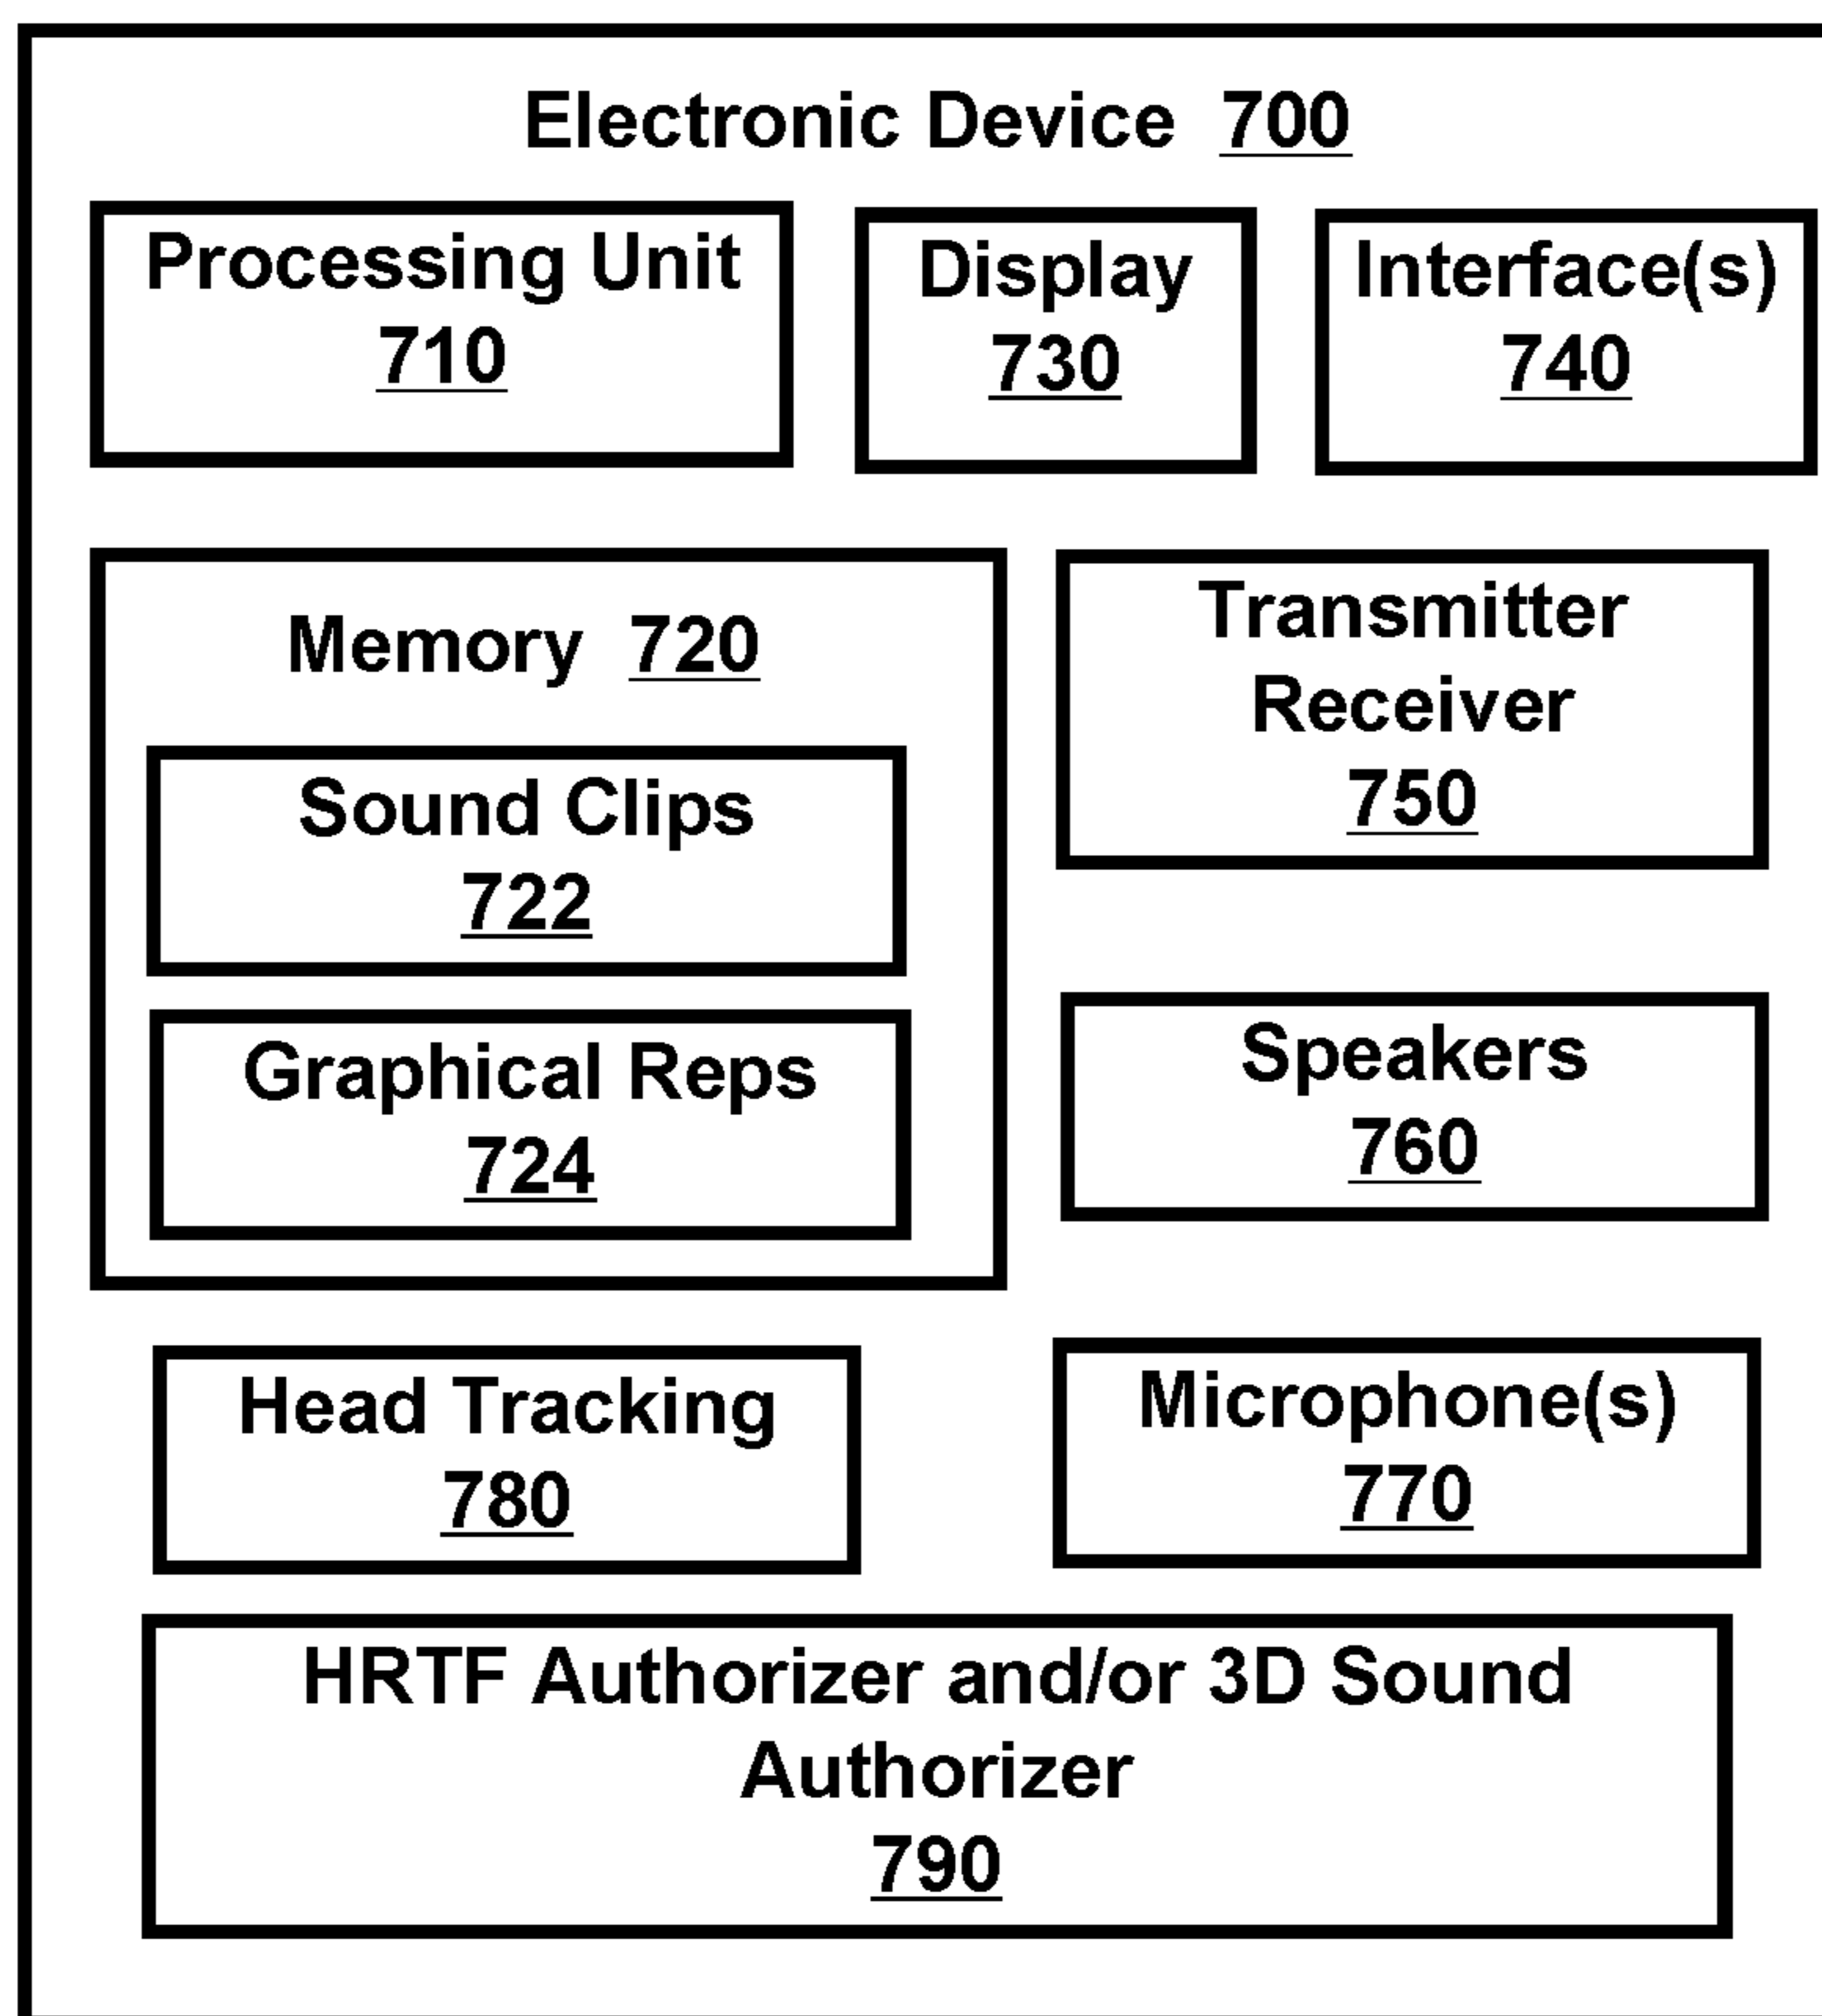 Electronic Device 700
Processing Unit
710
Display
730
Interface(s)
740
Memory 720
Sound Clips
722
Graphical Reps
724
Transmitter
Receiver
750
Speakers
760
Head Tracking
780
Microphone(s)
770
HRTF Authorizer and/or 3D Sound
Authorizer
790